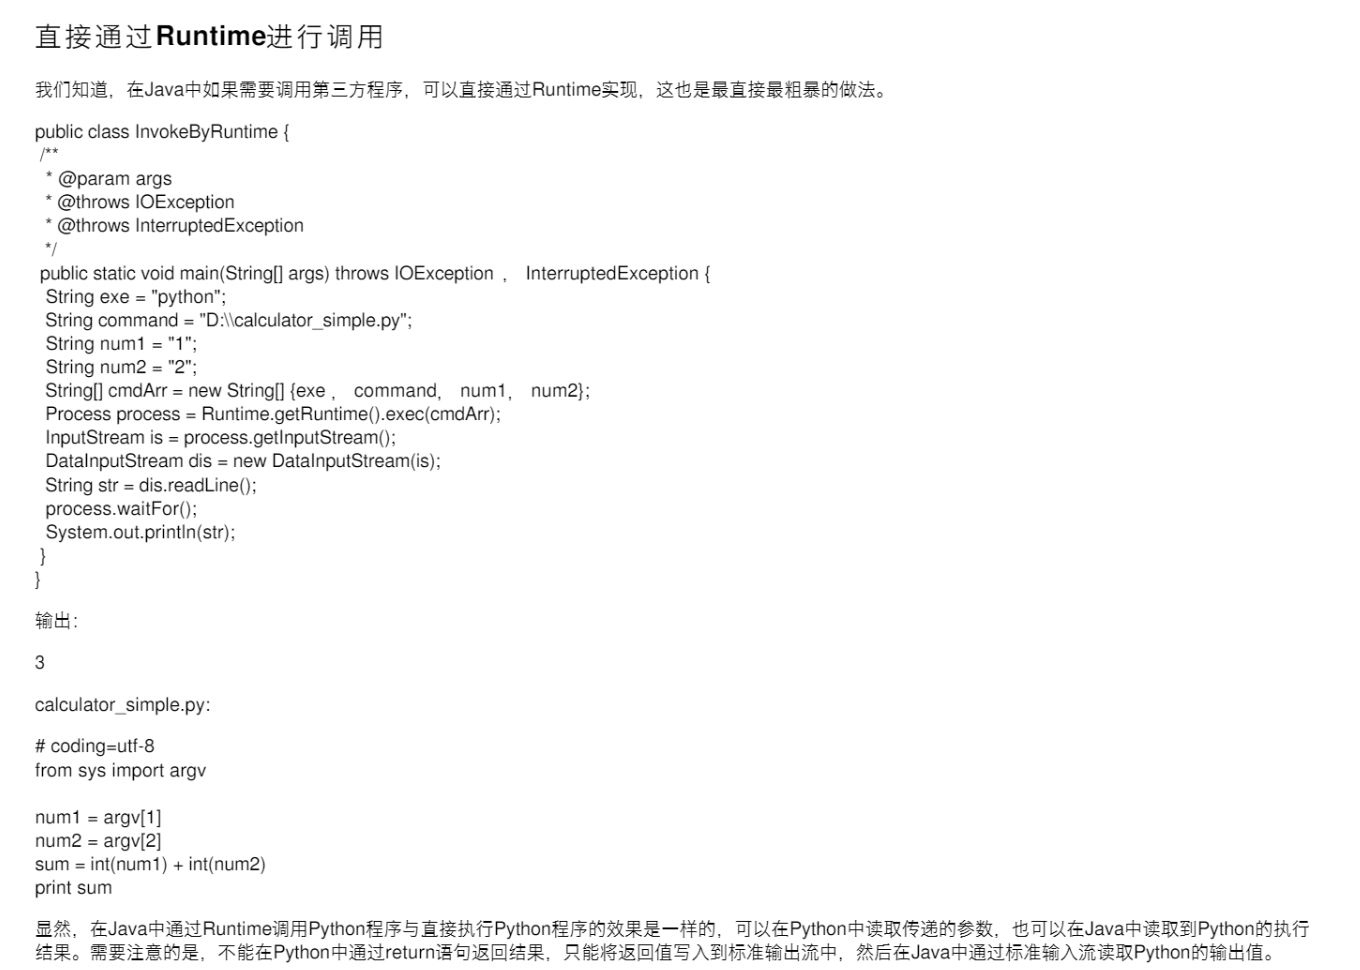 直接通过Runtime进行调用
我们知道，在Java中如果需要调用第三方程序，可以直接通过Runtime实现，这也是最直接最粗暴的做法。
public class InvokeByRuntime {
/**
* @param args
* @throws IOException
* @throws InterruptedException
*/
public static void main(String[] args) throws IOException ， InterruptedException {
String exe = "python";
String command = "D:\\calculator_simple.py";
String num1 = "1";
String num2 = "2";
String[] cmdArr = new String[] {exe ， command， num1， num2};
Process process = Runtime.getRuntime().exec(cmdArr);
InputStream is = process.getInputStream();
DataInputStream dis = new DataInputStream(is);
String str = dis.readLine();
process.waitFor();
System.out.println(str);
}
}
输出：
3
calculator_simple.py:
# coding=utf-8
from sys import argv
num1 = argv[1]
num2 = argv[2]
sum = int(num1) + int(num2)
print sum
显然，在Java中通过Runtime调用Python程序与直接执行Python程序的效果是一样的，可以在Python中读取传递的参数，也可以在Java中读取到Python的执行
结果。需要注意的是，不能在Python中通过return语句返回结果，只能将返回值写入到标准输出流中，然后在Java中通过标准输入流读取Python的输出值。